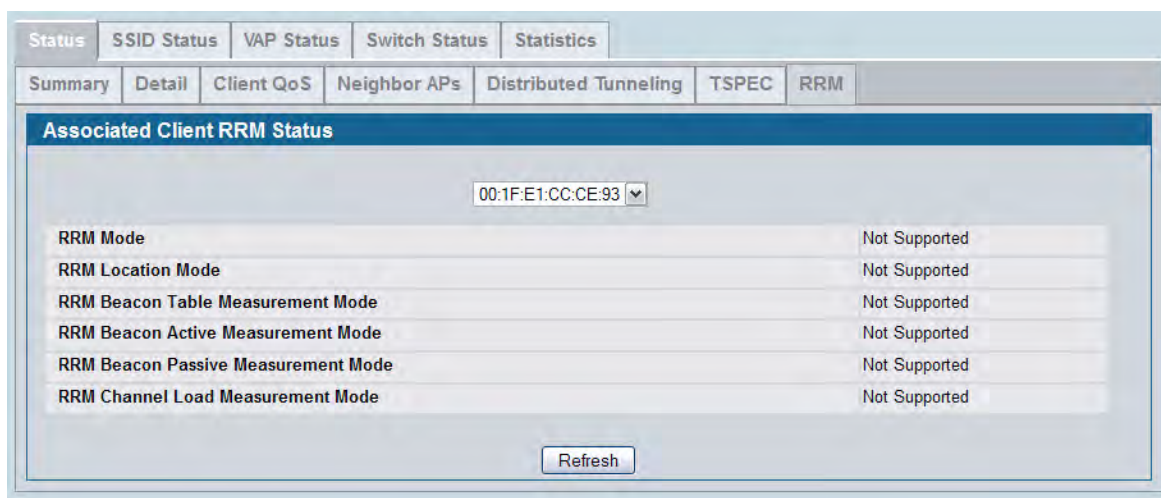 Status SSID Status VAP Status Switch Status Statistics
Summary Detail Client QoS Neighbor APs Distributed Tunneling TSPEC RRM
Associated Client RRM Status
00:1F:E1:CC:CE:93
RRM Mode Not Supported
RRM Location Mode Not Supported
RRM Beacon Table Measurement Mode Not Supported
RRM Beacon Active Measurement Mode Not Supported
RRM Beacon Passive Measurement Mode Not Supported
RRM Channel Load Measurement Mode Not Supported
Refresh